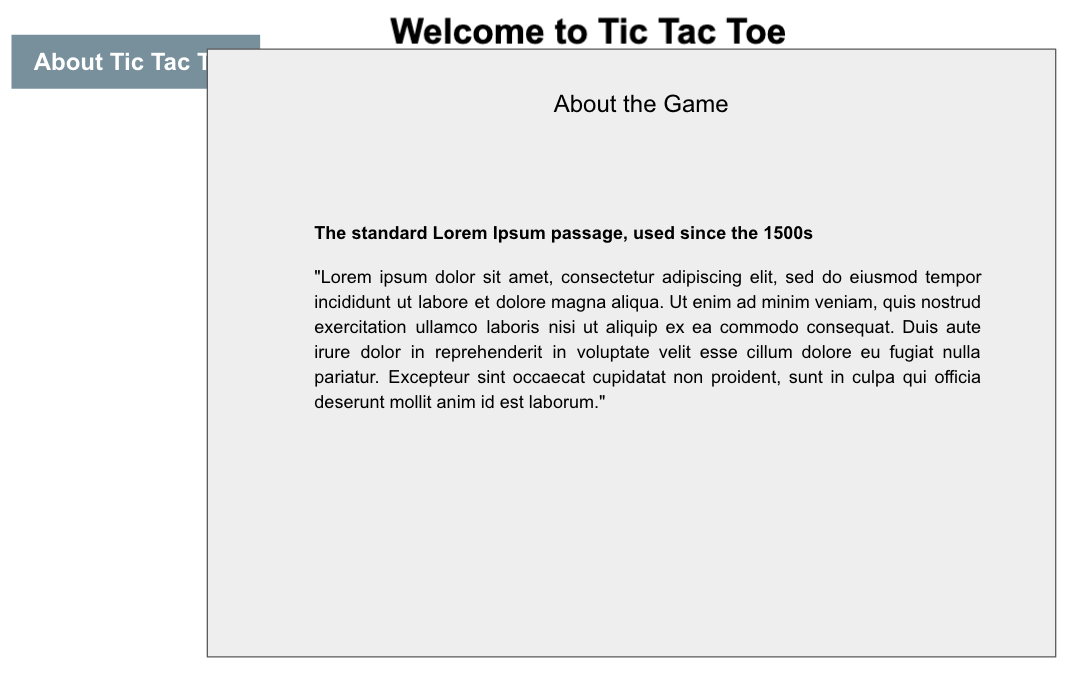 Welcome to Tic Tac Toe
About Tic Tac
About the Game
The standard Lorem Ipsum passage, used since the 1500s
"Lorem ipsum dolor sit amet, consectetur adipiscing elit, sed do eiusmod tempor
incididunt ut labore et dolore magna aliqua. Ut enim ad minim veniam, quis nostrud
exercitation ullamco laboris nisi ut aliquip ex ea commodo consequat. Duis aute
irure dolor in reprehenderit in voluptate velit esse cillum dolore eu fugiat nulla
pariatur. Excepteur sint occaecat cupidatat non proident, sunt in culpa qui officia
deserunt mollit anim id est laborum."